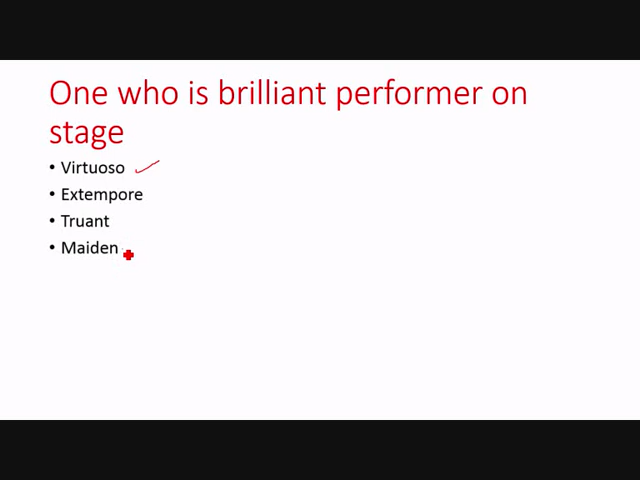 One who is brilliant performer on
stage
• Virtuoso
• Extempore
• Truant
• Maiden